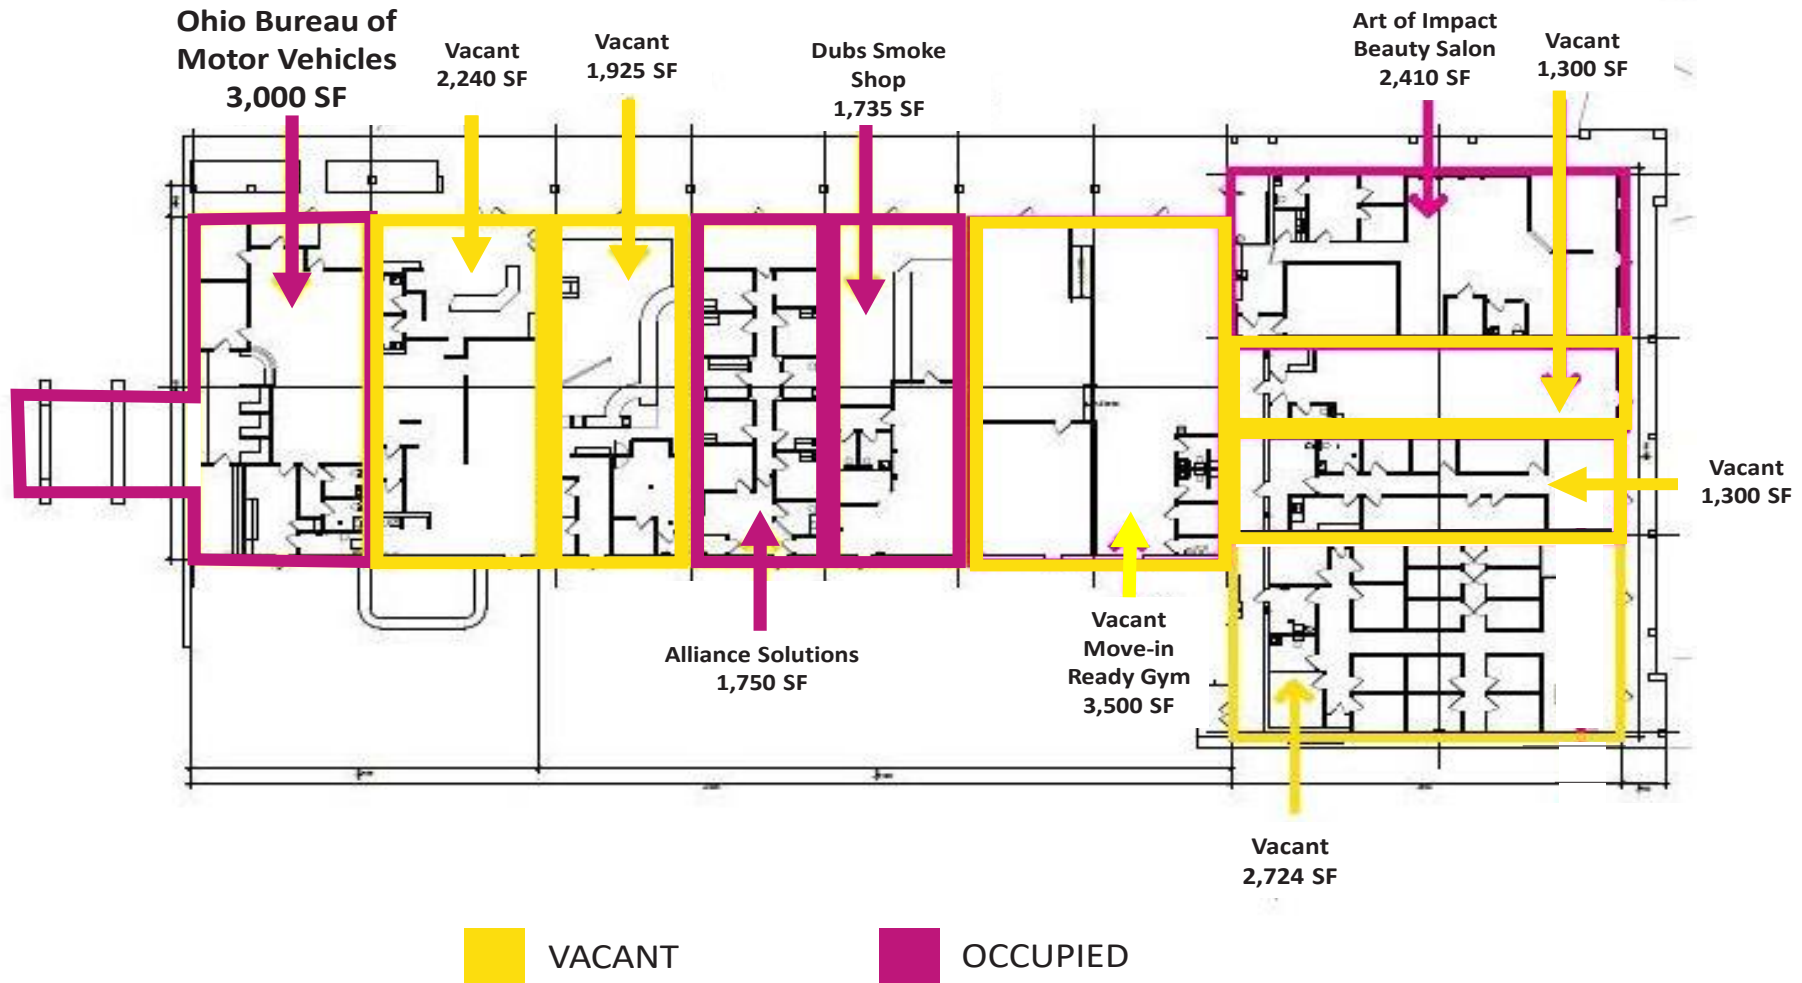 Ohio Bureau of
Motor Vehicles
3,000 SF
Vacant
2,240 SF
Vacant
1,925 SF
Dubs Smoke
Shop
1,735 SF
Art of Impact
Beauty Salon
2,410 SF
Vacant
1,300 SF
Vacant
1,300 SF
Alliance Solutions
1,750 SF
Vacant
Move-in
Ready Gym
3,500 SF
Vacant
2,724 SF
VACANT
OCCUPIED